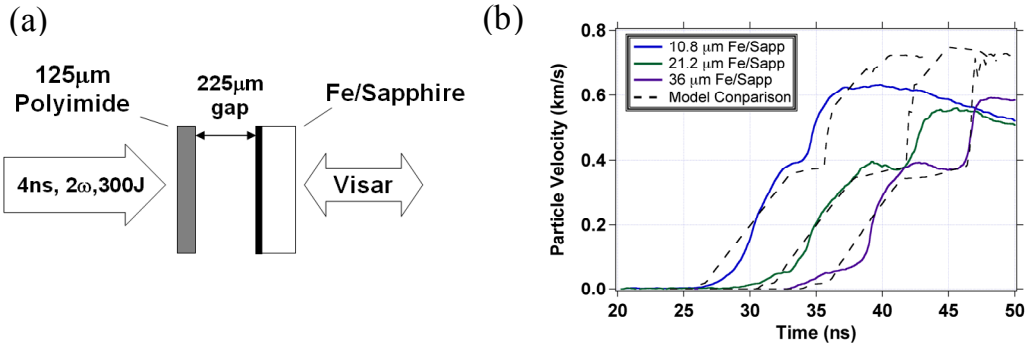 (a)
125μm
Polyimide
225μm
gap
Fe/Sapphire
4ns, 2ω,300J
Visar
(b)
Particle Velocity (km/s)
0.8
0.6
0.4
0.2
0.0
10.8 μm Fe/Sapp
21.2 μm Fe/Sapp
36 μm Fe/Sapp
Model Comparison
20 25 30 35 40 45 50
Time (ns)